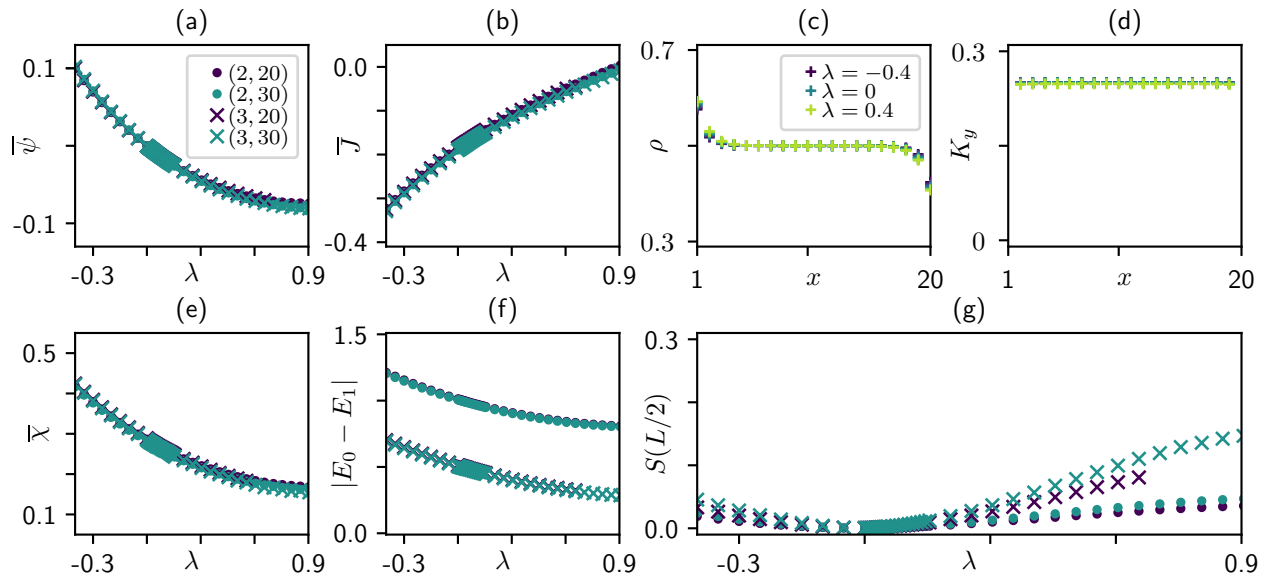 (a)
0.1
-0.1
ψ̅
(2, 20)
(2, 30)
(3, 20)
(3, 30)
-0.3
λ
0.9
(b)
0.0
-0.4
J̅
-0.3
λ
0.9
(c)
0.7
0.3
ρ
λ = −0.4
λ = 0
λ = 0.4
1
x
20
(d)
0.3
0
K_y
1
x
20
(e)
0.5
0.1
χ̅
-0.3
λ
0.9
(f)
1.5
0.0
|E₀ − E₁|
-0.3
λ
0.9
(g)
0.3
0.0
S(L/2)
-0.3
λ
0.9